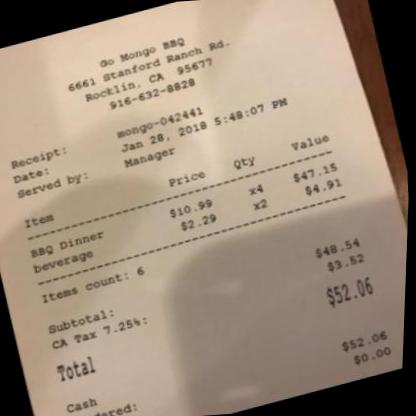 Go Mongo BBQ
6661 Stanford Ranch Rd.
Rocklin, CA 95677
916-632-8828
Receipt: mongo-042441
Date: Jan 28, 2018 5:48:07 PM
Served by: Manager
Item Price Qty Value
BBQ Dinner $10.99 x4 $47.15
beverage $2.29 x2 $4.91
Items count: 6
Subtotal: $48.54
CA Tax 7.25%: $3.52
Total $52.06
Cash $52.06
dered: $0.00